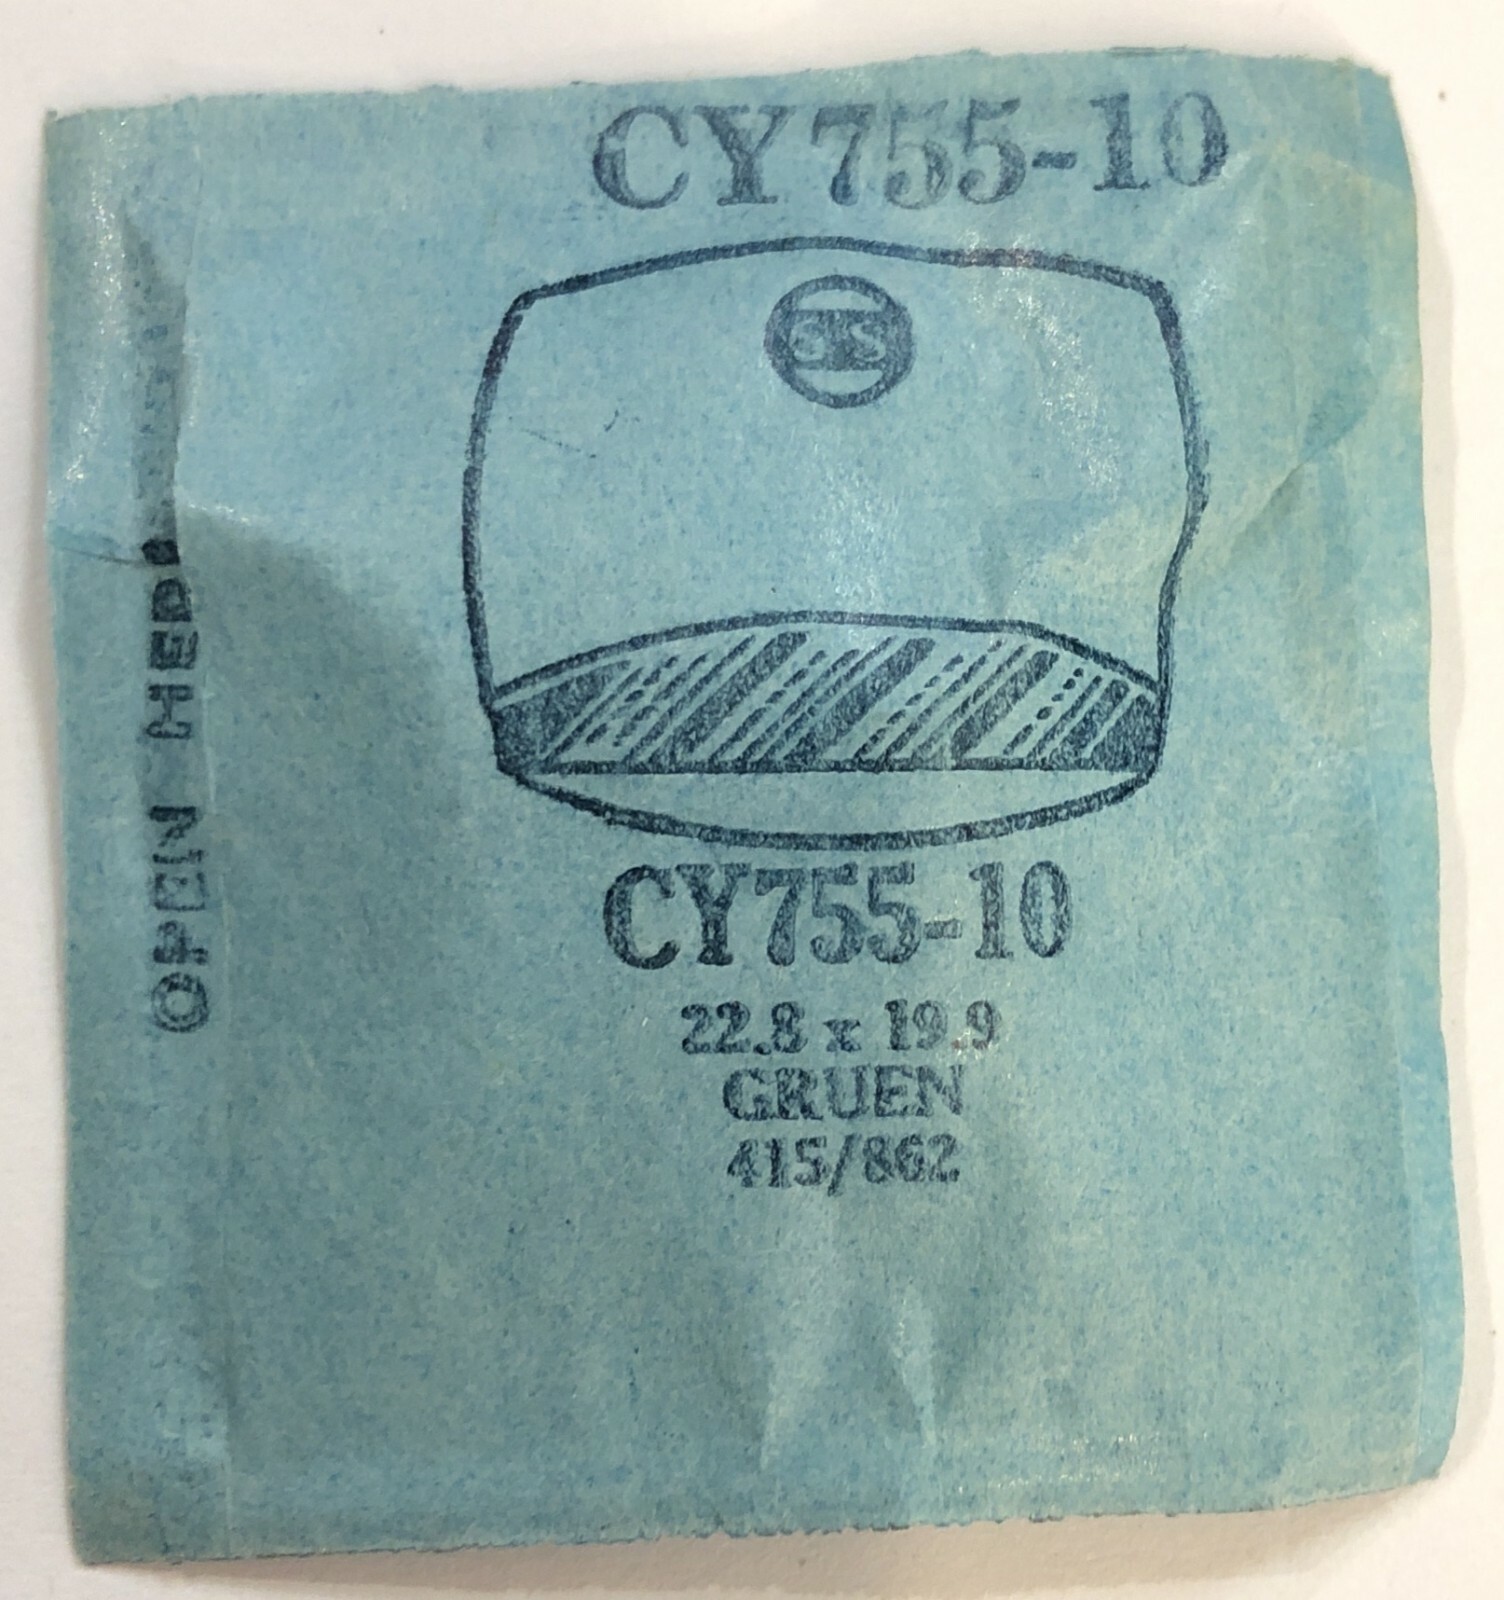 CY755-10
GS
CY755-10
22.8 x 19.9
GRUEN
415/862
OPEN HERE